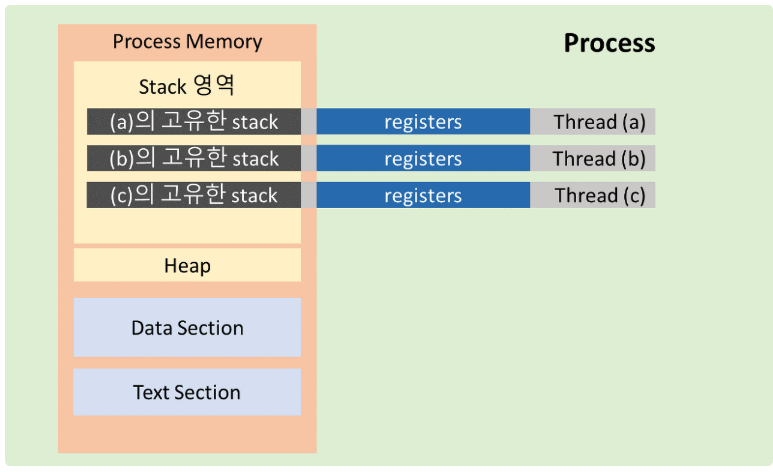 Process Memory
Process
Stack 영역
(a)의 고유한 stack
registers
Thread (a)
(b)의 고유한 stack
registers
Thread (b)
(c)의 고유한 stack
registers
Thread (c)
Heap
Data Section
Text Section